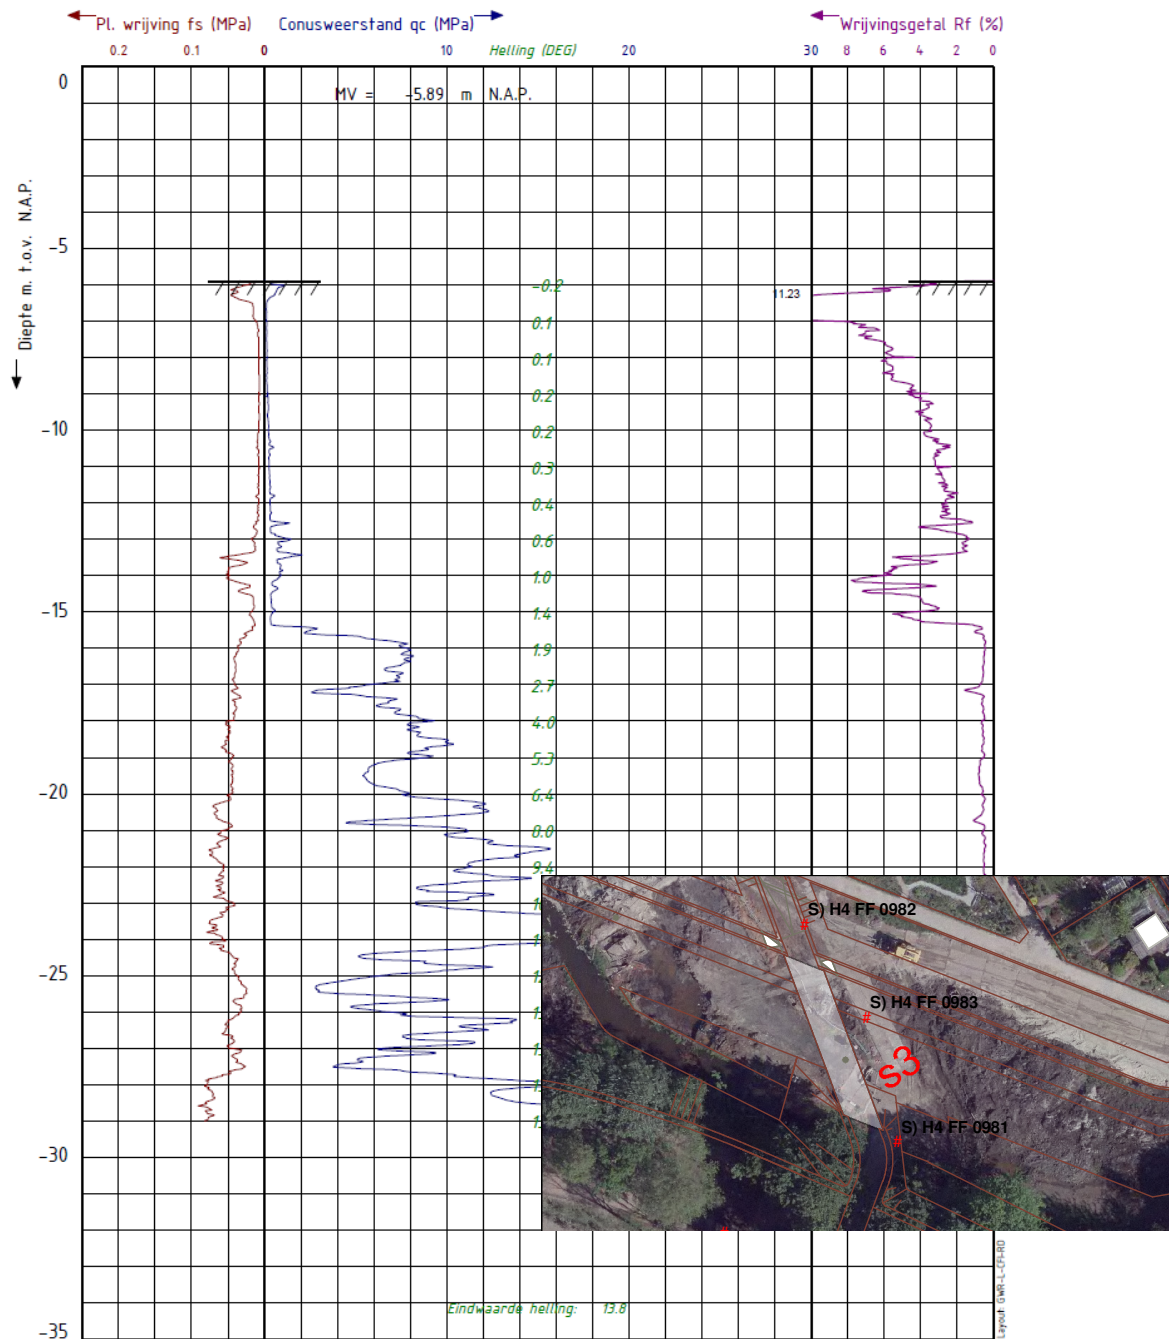 Pl. wrijving fs (MPa) Conusweerstand qc (MPa) Wrijvingsgetal Rf (%)
0.2 0.1 0 10 Helling (DEG) 20 30 8 6 4 2 0
0
MV = -5.89 m N.A.P.
Diepte m. t.o.v. N.A.P.
-5
-0.2
11.23
0.1
0.1
0.2
-10
0.2
0.3
0.4
0.6
1.0
-15
1.4
1.9
2.7
4.0
5.3
-20
6.4
8.0
9.4
S) H4 FF 0982
#
-25
S) H4 FF 0983
#
s3
S) H4 FF 0981
#
-30
Layout: GWR-L-CFI-RD
Eindwaarde helling: 13.8
-35